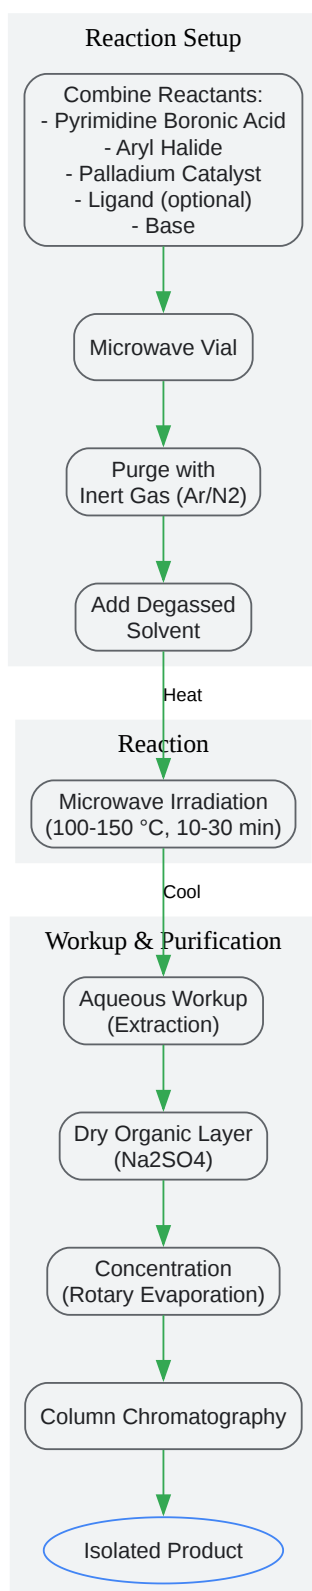 Reaction Setup
Combine Reactants:
- Pyrimidine Boronic Acid
- Aryl Halide
- Palladium Catalyst
- Ligand (optional)
- Base
Microwave Vial
Purge with
Inert Gas (Ar/N2)
Add Degassed
Solvent
Heat
Reaction
Microwave Irradiation
(100-150 °C, 10-30 min)
Cool
Workup & Purification
Aqueous Workup
(Extraction)
Dry Organic Layer
(Na2SO4)
Concentration
(Rotary Evaporation)
Column Chromatography
Isolated Product